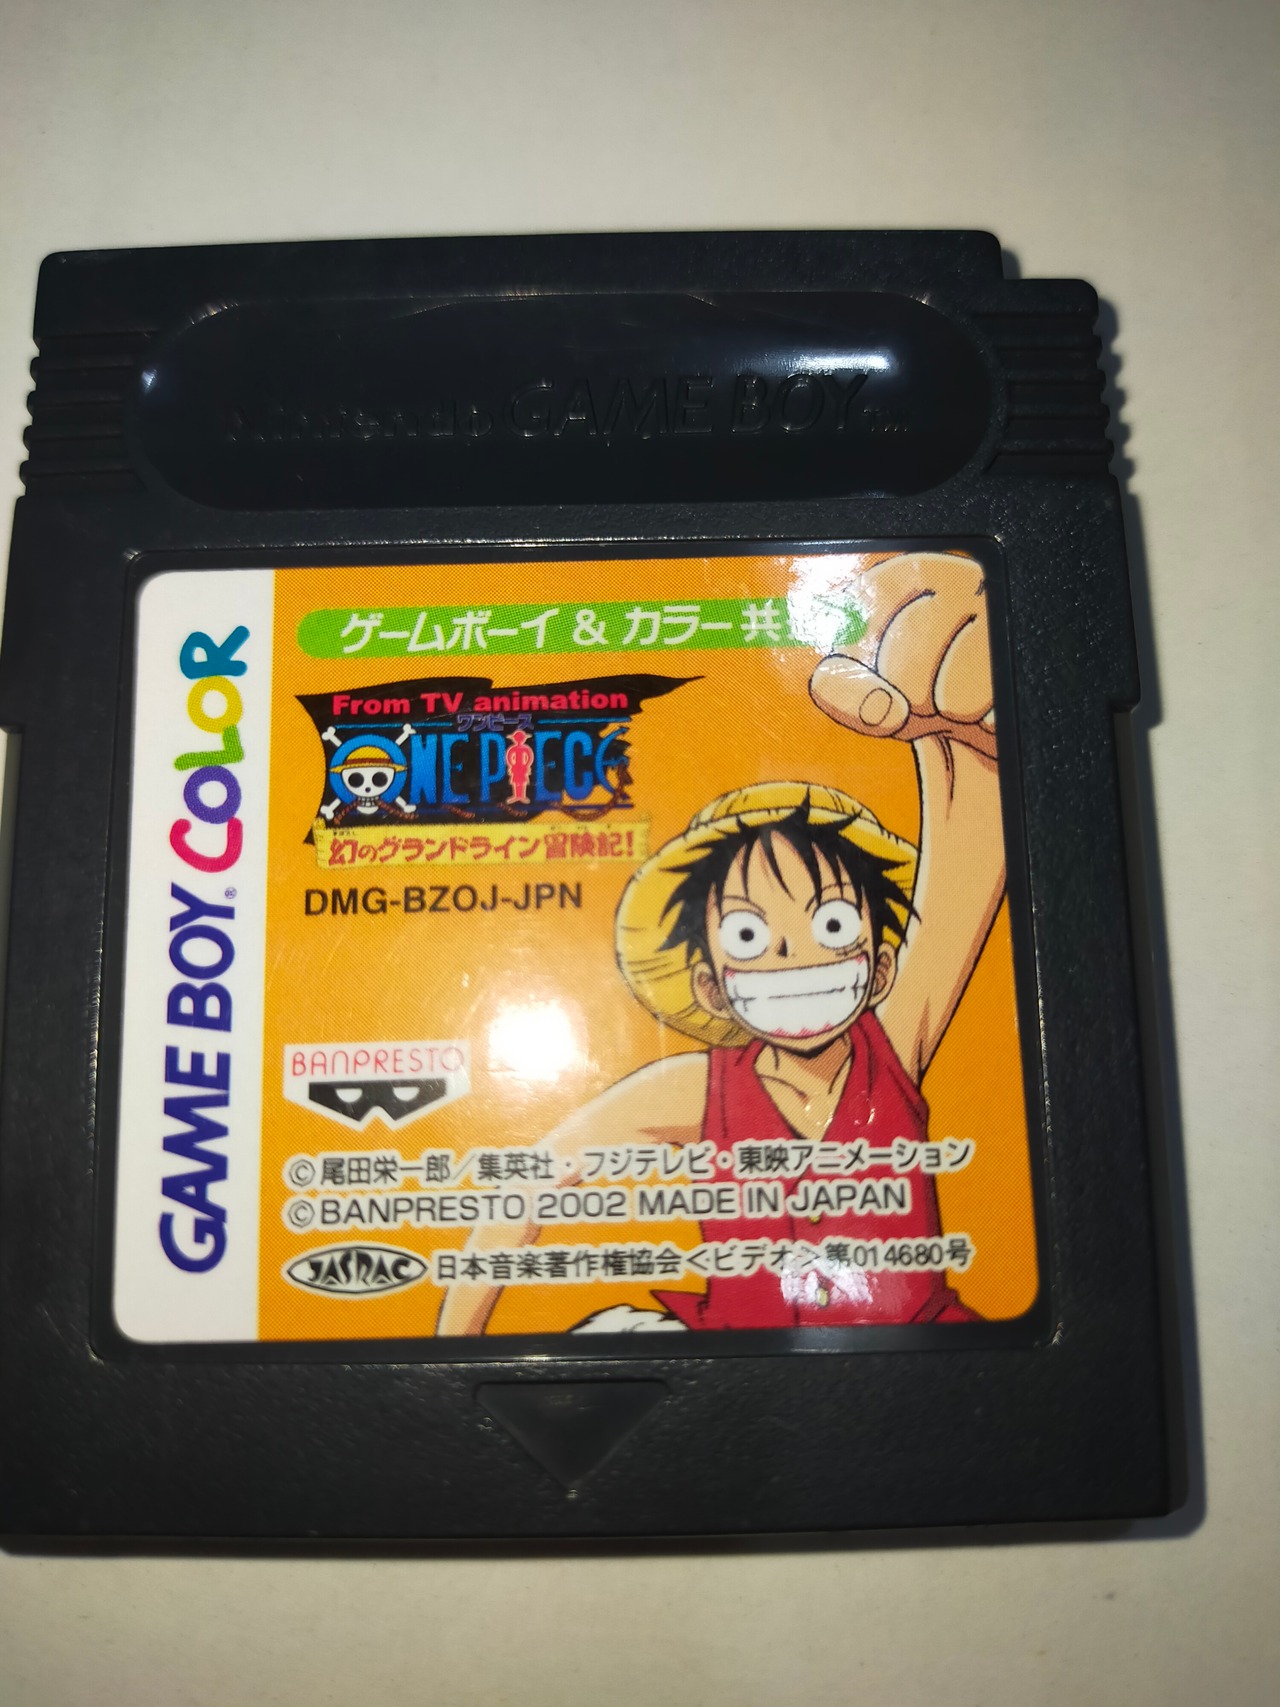 Nintendo GAME BOY™
GAME BOY® COLOR
ゲームボーイ & カラー共
From TV animation
ワンピース
ONE PIECE
幻のグランドライン冒険記!
DMG-BZOJ-JPN
BANPRESTO
©尾田栄一郎／集英社・フジテレビ・東映アニメーション
©BANPRESTO 2002 MADE IN JAPAN
JASRAC 日本音楽著作権協会<ビデオ>第014680号